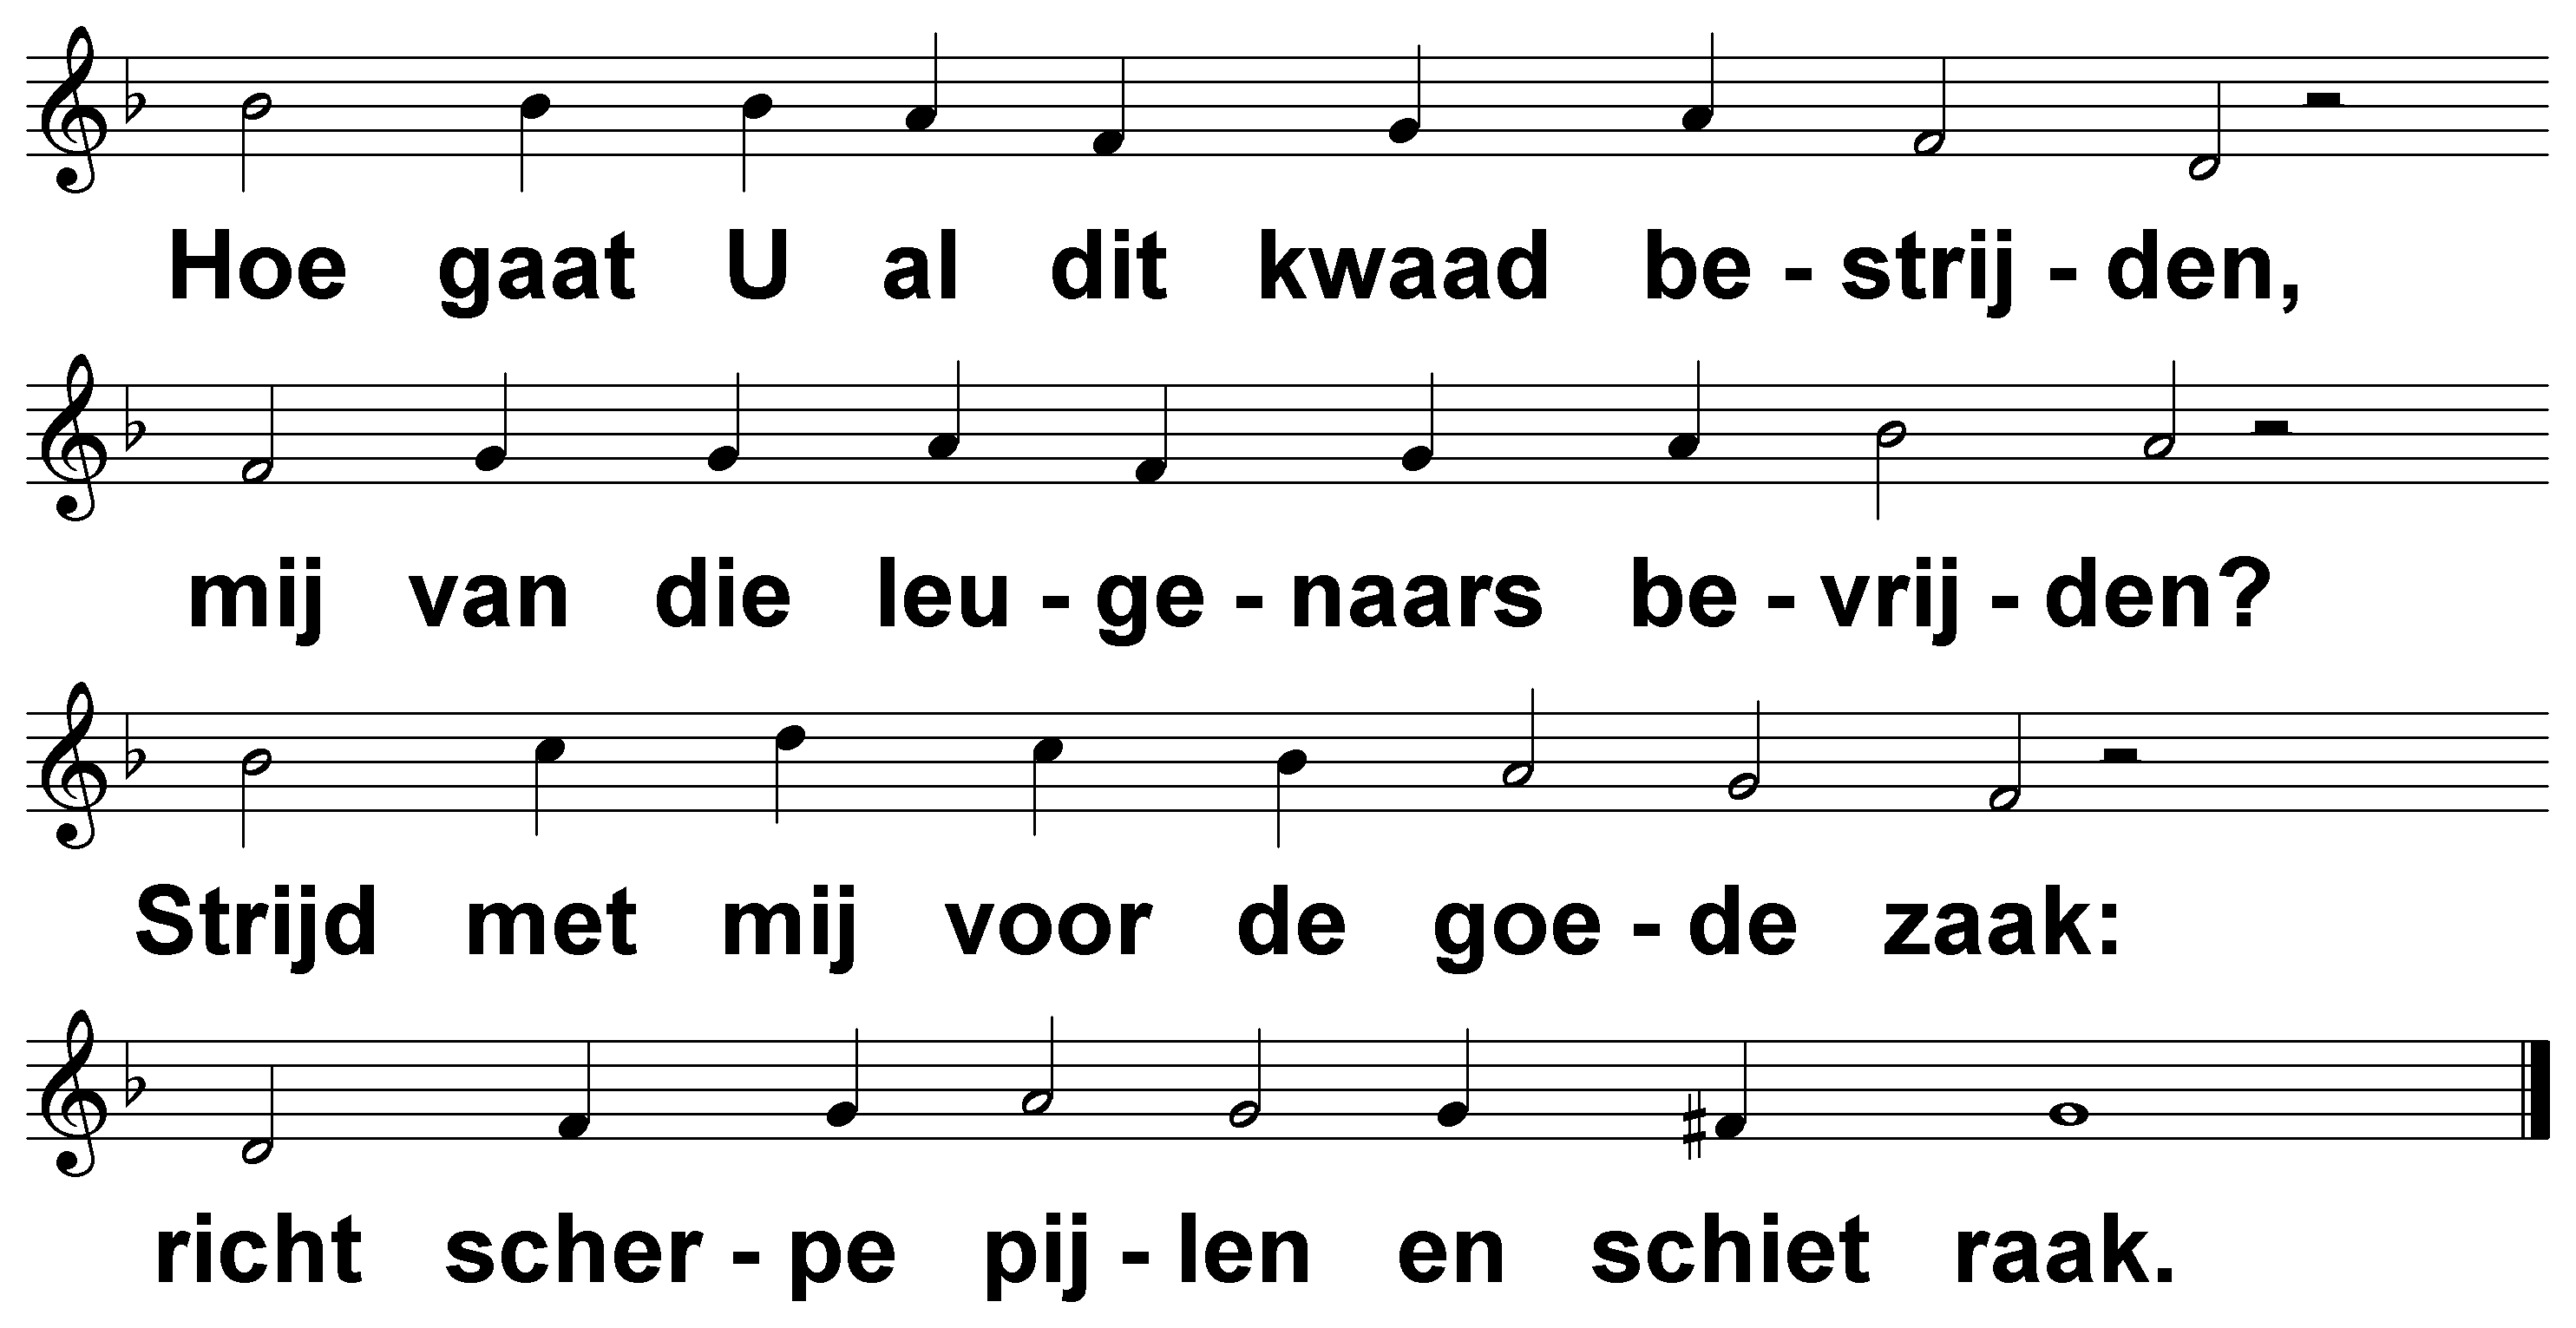 Hoe gaat U al dit kwaad be - strij - den,
mij van die leu - ge - naars be - vrij - den?
Strijd met mij voor de goe - de zaak:
richt scher - pe pij - len en schiet raak.